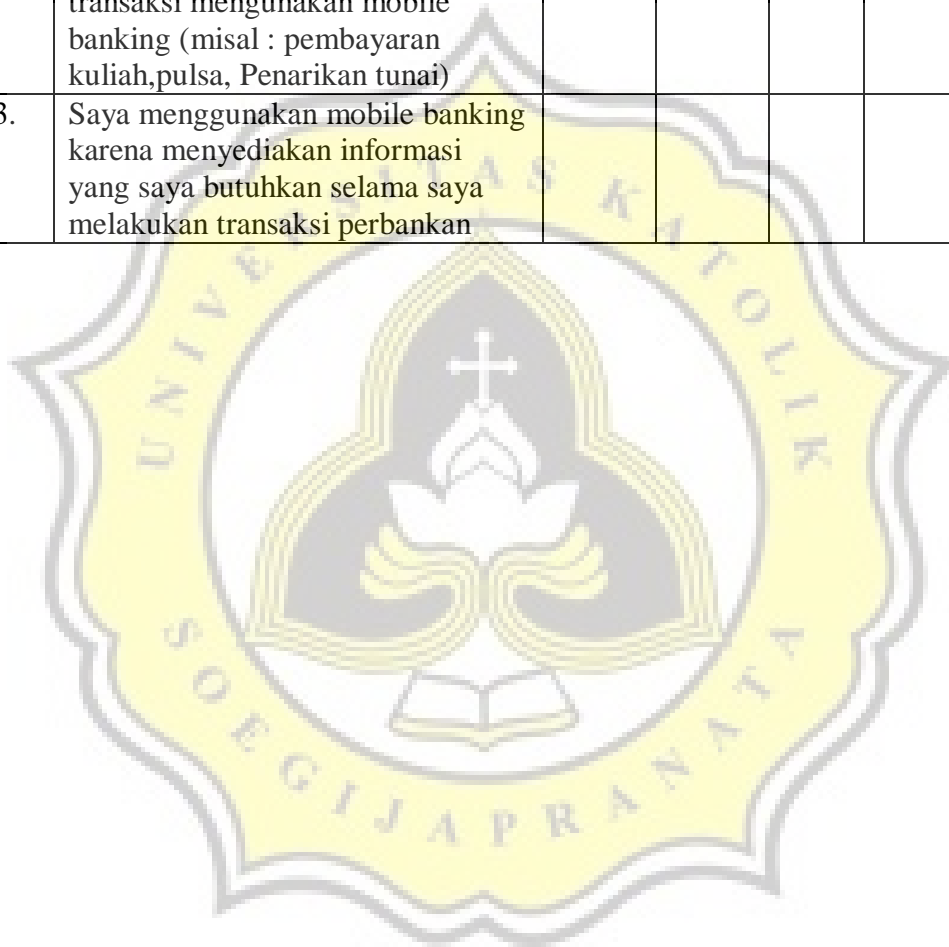 transaksi mengunakan mobile
banking (misal : pembayaran
kuliah,pulsa, Penarikan tunai)
3. Saya menggunakan mobile banking
karena menyediakan informasi
yang saya butuhkan selama saya
melakukan transaksi perbankan
UNIVERSITAS KATOLIK
SOEGIJAPRANATA